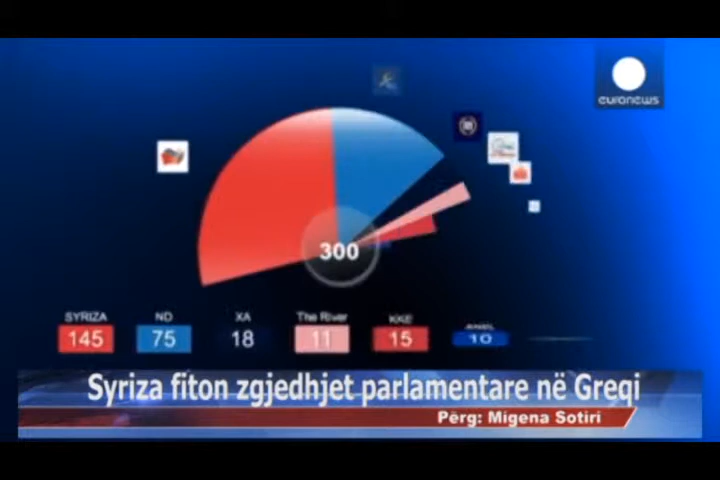 euronews
300
SYRIZA ND XA The River KKE ANEL
145 75 18 11 15 10
Syriza fiton zgjedhjet parlamentare në Greqi
Përg: Migena Sotiri